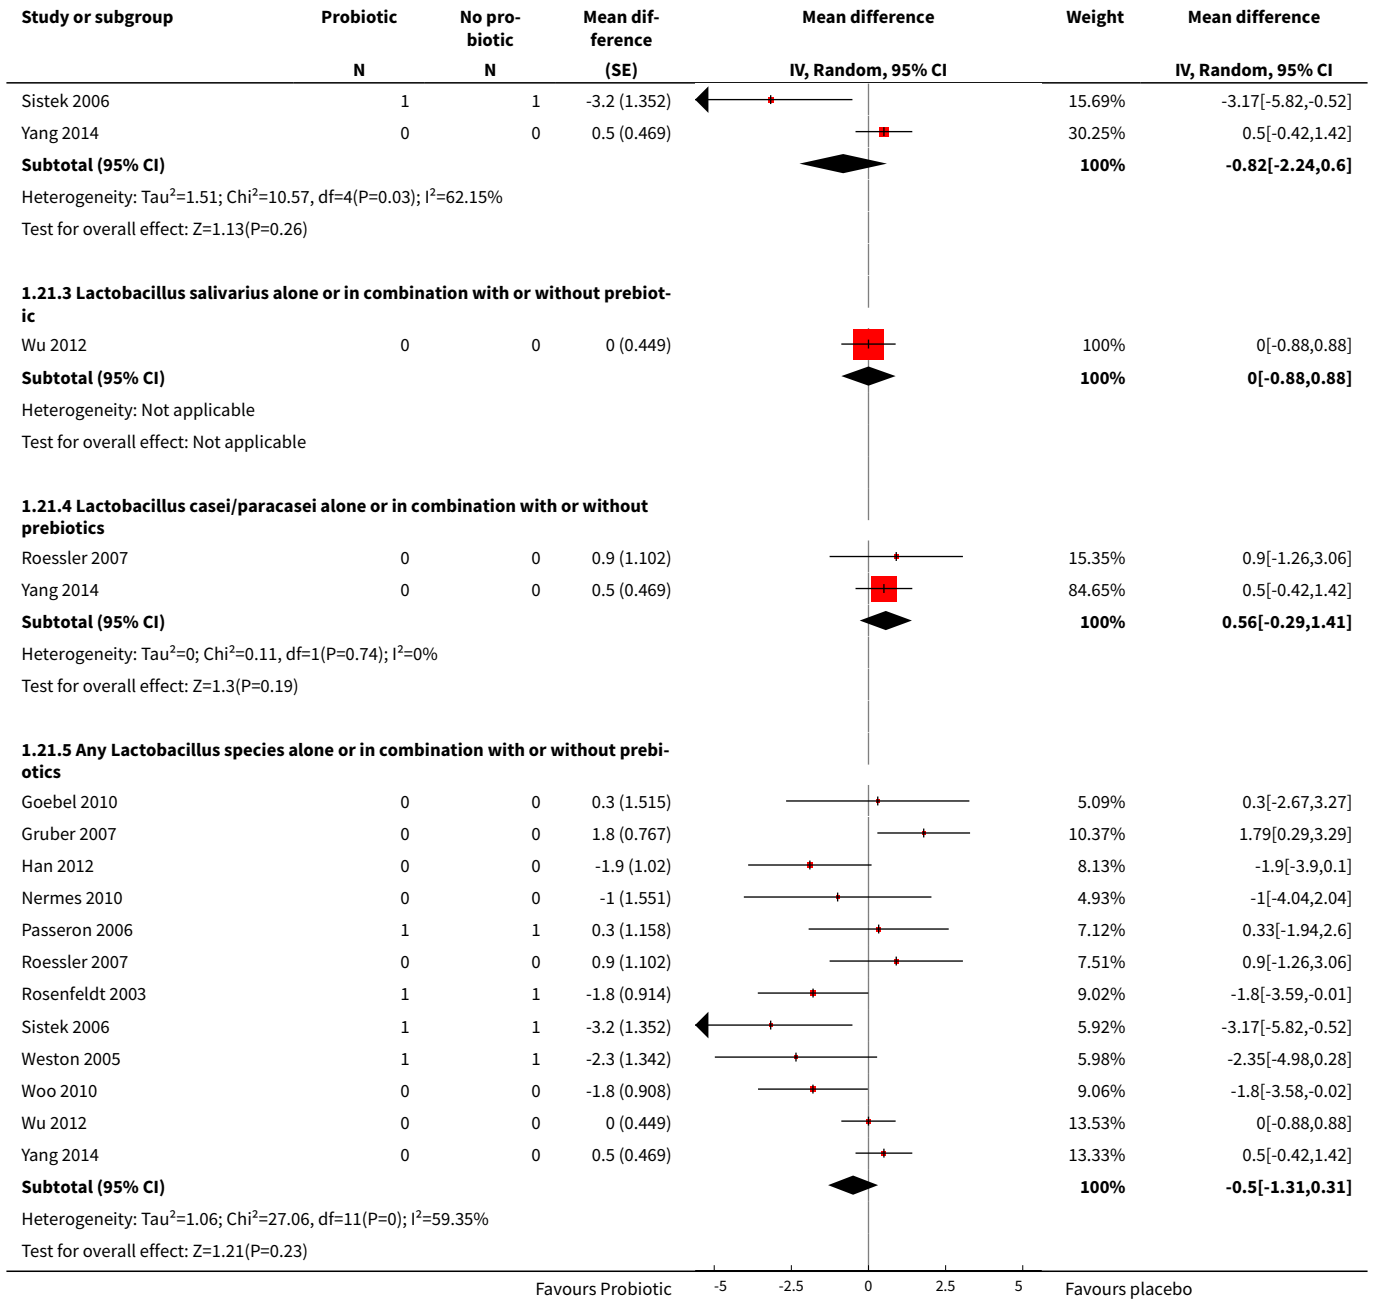 Study or subgroup Probiotic No pro- Mean dif- Mean difference Weight Mean difference
biotic ference
N N (SE) IV, Random, 95% CI IV, Random, 95% CI
Sistek 2006 1 1 -3.2 (1.352) 15.69% -3.17[-5.82,-0.52]
Yang 2014 0 0 0.5 (0.469) 30.25% 0.5[-0.42,1.42]
Subtotal (95% CI) 100% -0.82[-2.24,0.6]
Heterogeneity: Tau²=1.51; Chi²=10.57, df=4(P=0.03); I²=62.15%
Test for overall effect: Z=1.13(P=0.26)
1.21.3 Lactobacillus salivarius alone or in combination with or without prebiot-
ic
Wu 2012 0 0 0 (0.449) 100% 0[-0.88,0.88]
Subtotal (95% CI) 100% 0[-0.88,0.88]
Heterogeneity: Not applicable
Test for overall effect: Not applicable
1.21.4 Lactobacillus casei/paracasei alone or in combination with or without
prebiotics
Roessler 2007 0 0 0.9 (1.102) 15.35% 0.9[-1.26,3.06]
Yang 2014 0 0 0.5 (0.469) 84.65% 0.5[-0.42,1.42]
Subtotal (95% CI) 100% 0.56[-0.29,1.41]
Heterogeneity: Tau²=0; Chi²=0.11, df=1(P=0.74); I²=0%
Test for overall effect: Z=1.3(P=0.19)
1.21.5 Any Lactobacillus species alone or in combination with or without prebi-
otics
Goebel 2010 0 0 0.3 (1.515) 5.09% 0.3[-2.67,3.27]
Gruber 2007 0 0 1.8 (0.767) 10.37% 1.79[0.29,3.29]
Han 2012 0 0 -1.9 (1.02) 8.13% -1.9[-3.9,0.1]
Nermes 2010 0 0 -1 (1.551) 4.93% -1[-4.04,2.04]
Passeron 2006 1 1 0.3 (1.158) 7.12% 0.33[-1.94,2.6]
Roessler 2007 0 0 0.9 (1.102) 7.51% 0.9[-1.26,3.06]
Rosenfeldt 2003 1 1 -1.8 (0.914) 9.02% -1.8[-3.59,-0.01]
Sistek 2006 1 1 -3.2 (1.352) 5.92% -3.17[-5.82,-0.52]
Weston 2005 1 1 -2.3 (1.342) 5.98% -2.35[-4.98,0.28]
Woo 2010 0 0 -1.8 (0.908) 9.06% -1.8[-3.58,-0.02]
Wu 2012 0 0 0 (0.449) 13.53% 0[-0.88,0.88]
Yang 2014 0 0 0.5 (0.469) 13.33% 0.5[-0.42,1.42]
Subtotal (95% CI) 100% -0.5[-1.31,0.31]
Heterogeneity: Tau²=1.06; Chi²=27.06, df=11(P=0); I²=59.35%
Test for overall effect: Z=1.21(P=0.23)
Favours Probiotic -5 -2.5 0 2.5 5 Favours placebo